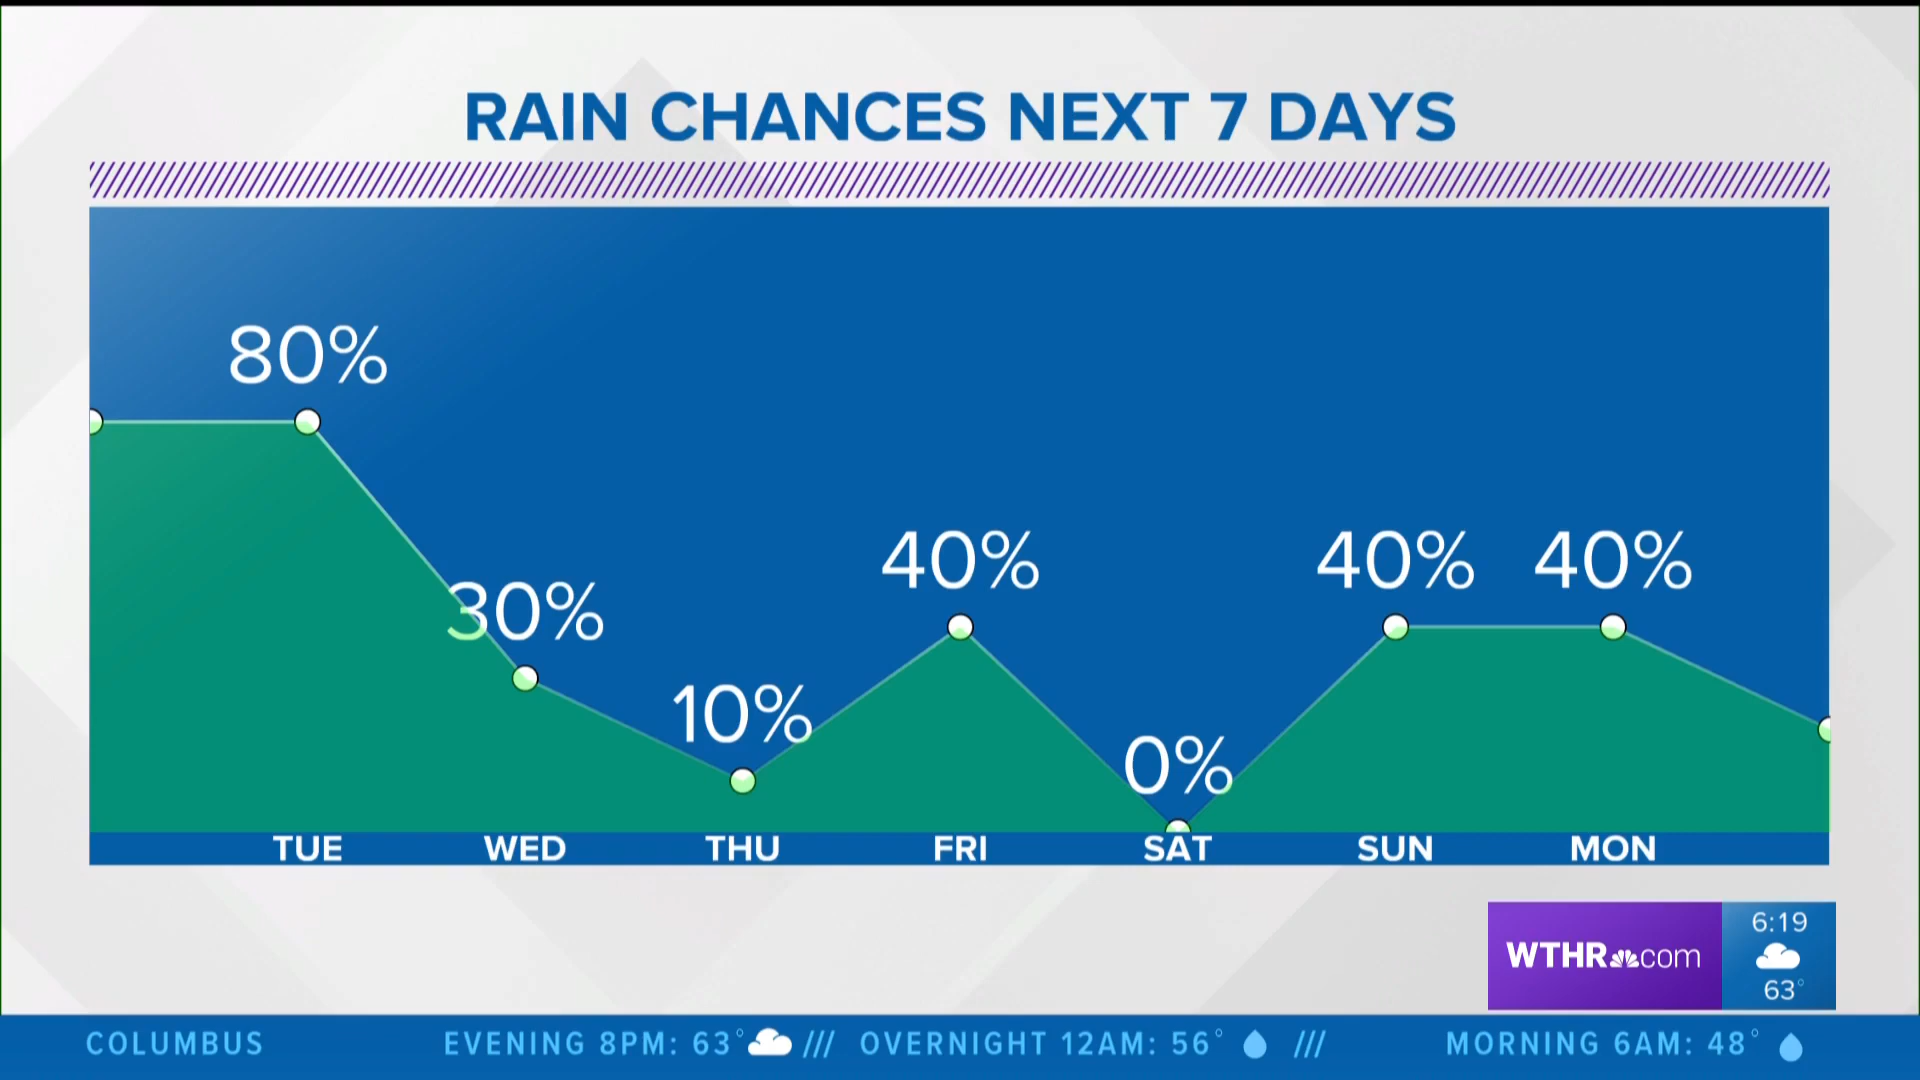 RAIN CHANCES NEXT 7 DAYS
80%
30%
10%
40%
0%
40%
40%
TUE WED THU FRI SAT SUN MON
WTHR.com
6:19
63°
COLUMBUS EVENING 8PM: 63° /// OVERNIGHT 12AM: 56° /// MORNING 6AM: 48°